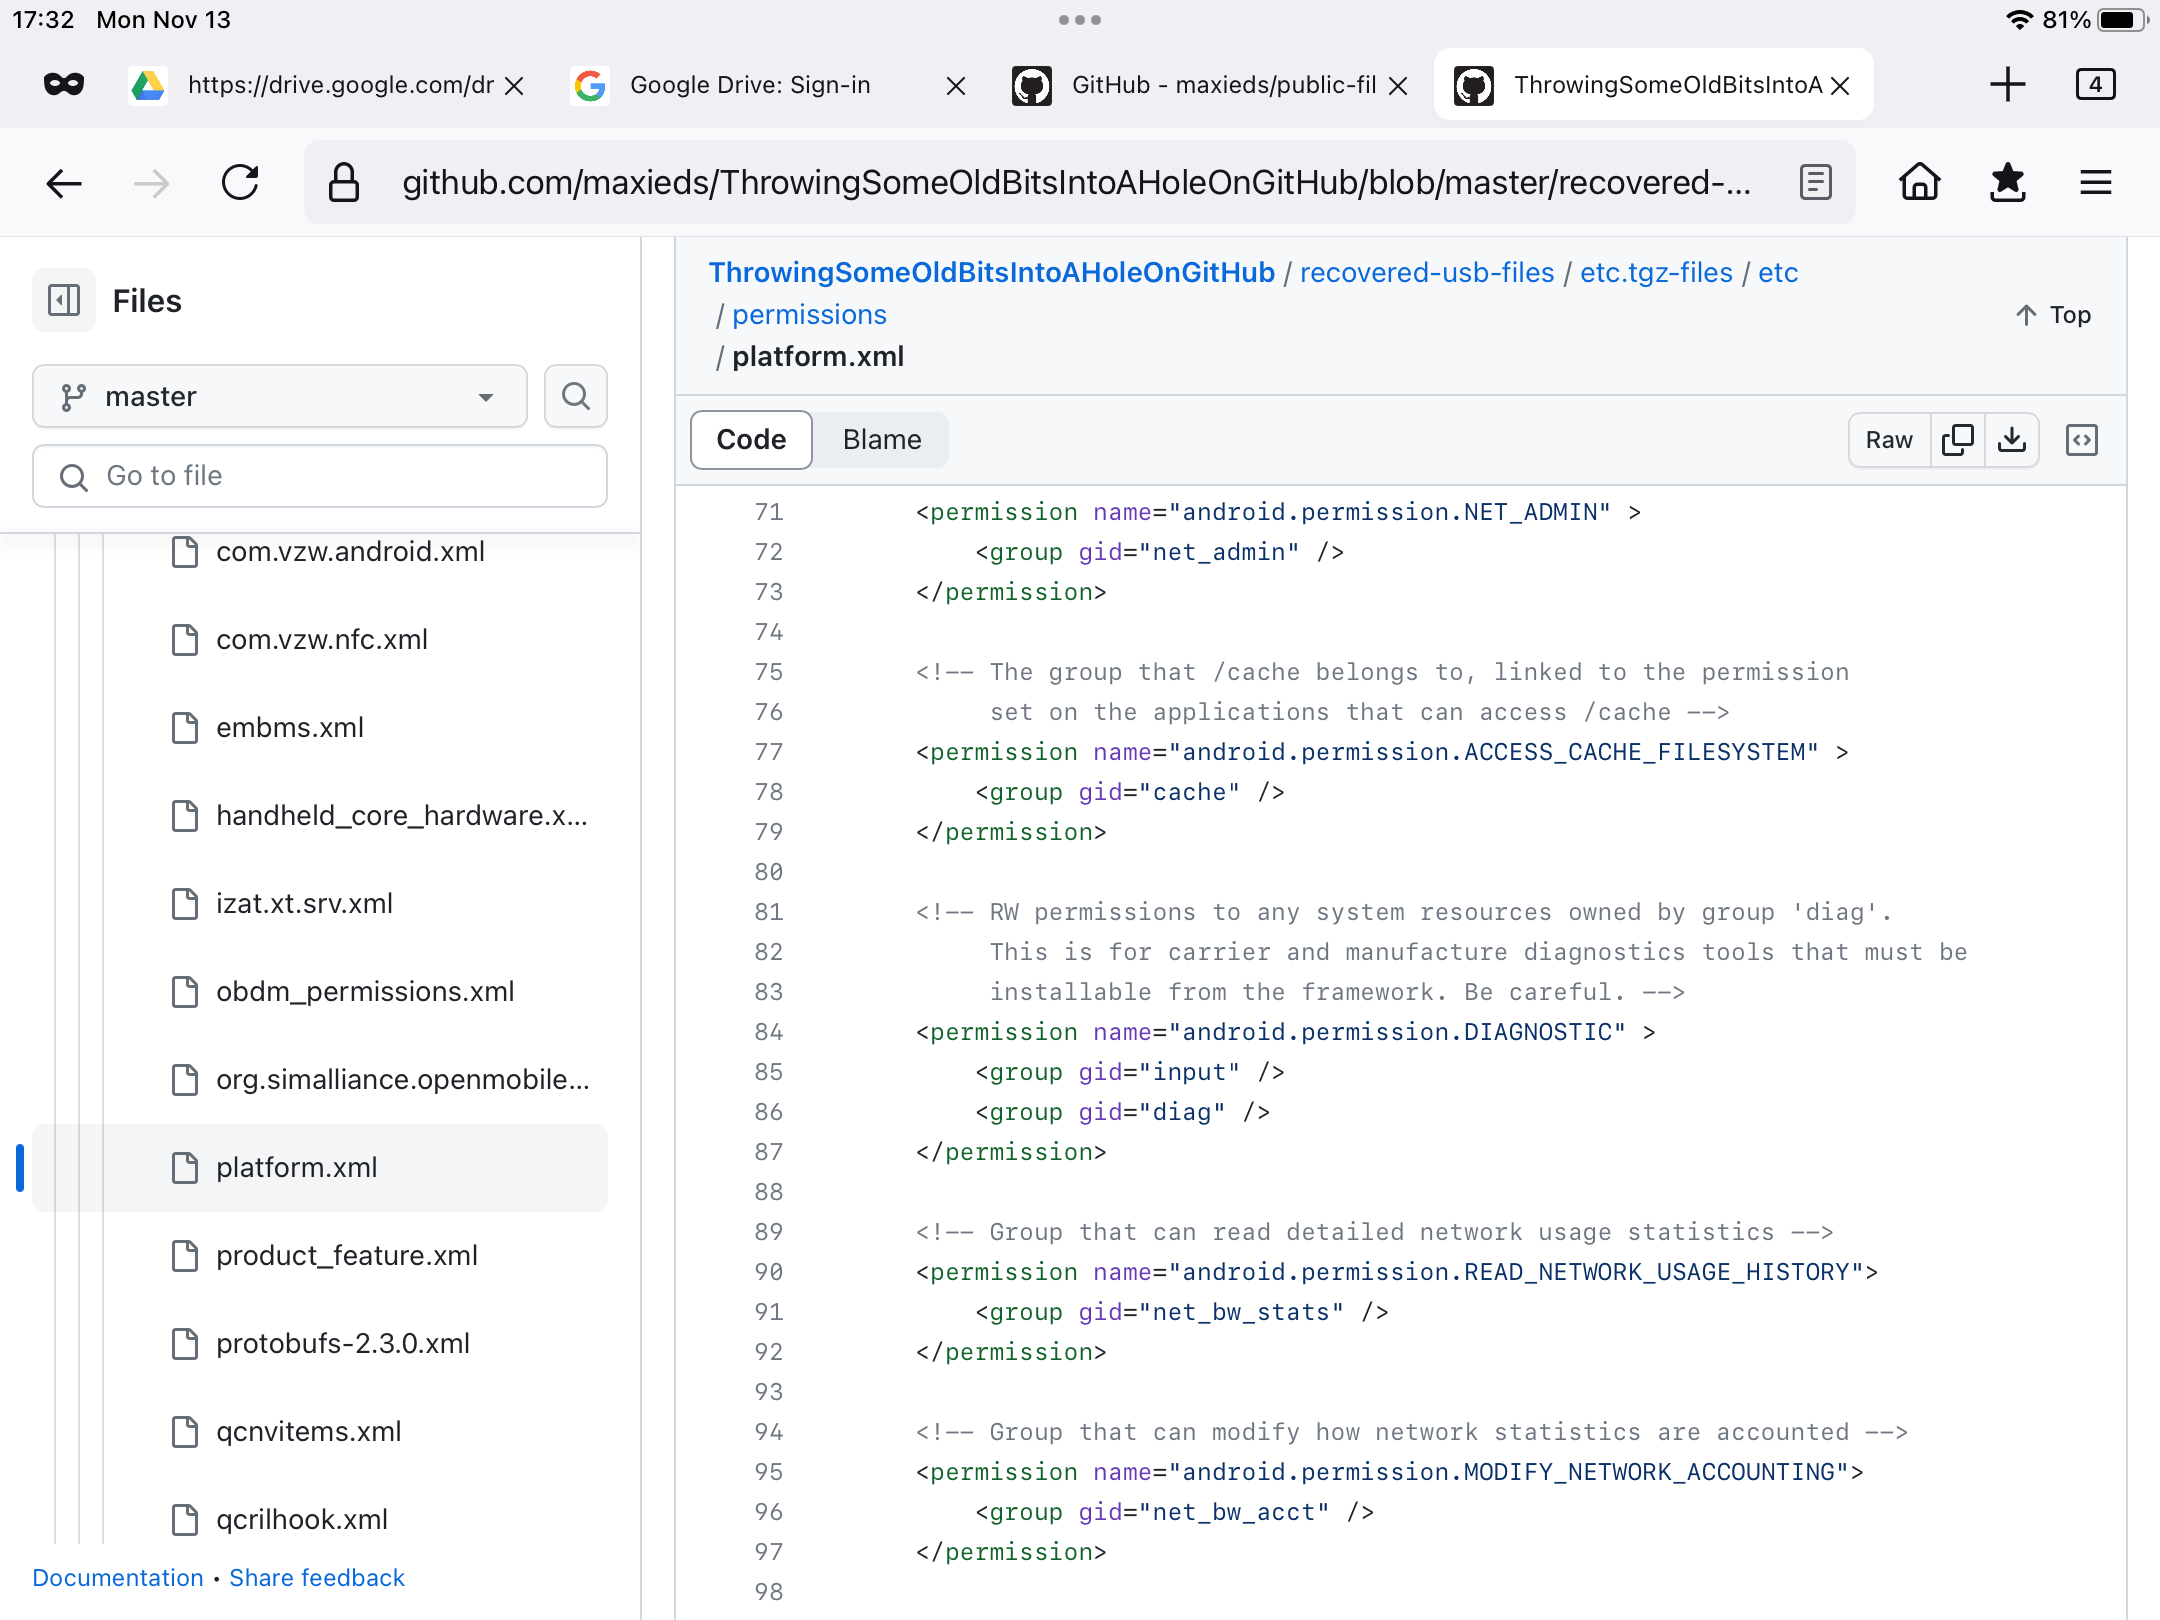 17:32 Mon Nov 13
81%
https://drive.google.com/dr
Google Drive: Sign-in
GitHub - maxieds/public-fil
ThrowingSomeOldBitsIntoA
4
github.com/maxieds/ThrowingSomeOldBitsIntoAHoleOnGitHub/blob/master/recovered-...
Files
master
Go to file
com.vzw.android.xml
com.vzw.nfc.xml
embms.xml
handheld_core_hardware.x...
izat.xt.srv.xml
obdm_permissions.xml
org.simalliance.openmobile...
platform.xml
product_feature.xml
protobufs-2.3.0.xml
qcnvitems.xml
qcrilhook.xml
Documentation • Share feedback
ThrowingSomeOldBitsIntoAHoleOnGitHub / recovered-usb-files / etc.tgz-files / etc
/ permissions
/ platform.xml
Top
Code Blame
Raw
71 <permission name="android.permission.NET_ADMIN" >
72 <group gid="net_admin" />
73 </permission>
74
75 <!-- The group that /cache belongs to, linked to the permission
76 set on the applications that can access /cache -->
77 <permission name="android.permission.ACCESS_CACHE_FILESYSTEM" >
78 <group gid="cache" />
79 </permission>
80
81 <!-- RW permissions to any system resources owned by group 'diag'.
82 This is for carrier and manufacture diagnostics tools that must be
83 installable from the framework. Be careful. -->
84 <permission name="android.permission.DIAGNOSTIC" >
85 <group gid="input" />
86 <group gid="diag" />
87 </permission>
88
89 <!-- Group that can read detailed network usage statistics -->
90 <permission name="android.permission.READ_NETWORK_USAGE_HISTORY">
91 <group gid="net_bw_stats" />
92 </permission>
93
94 <!-- Group that can modify how network statistics are accounted -->
95 <permission name="android.permission.MODIFY_NETWORK_ACCOUNTING">
96 <group gid="net_bw_acct" />
97 </permission>
98